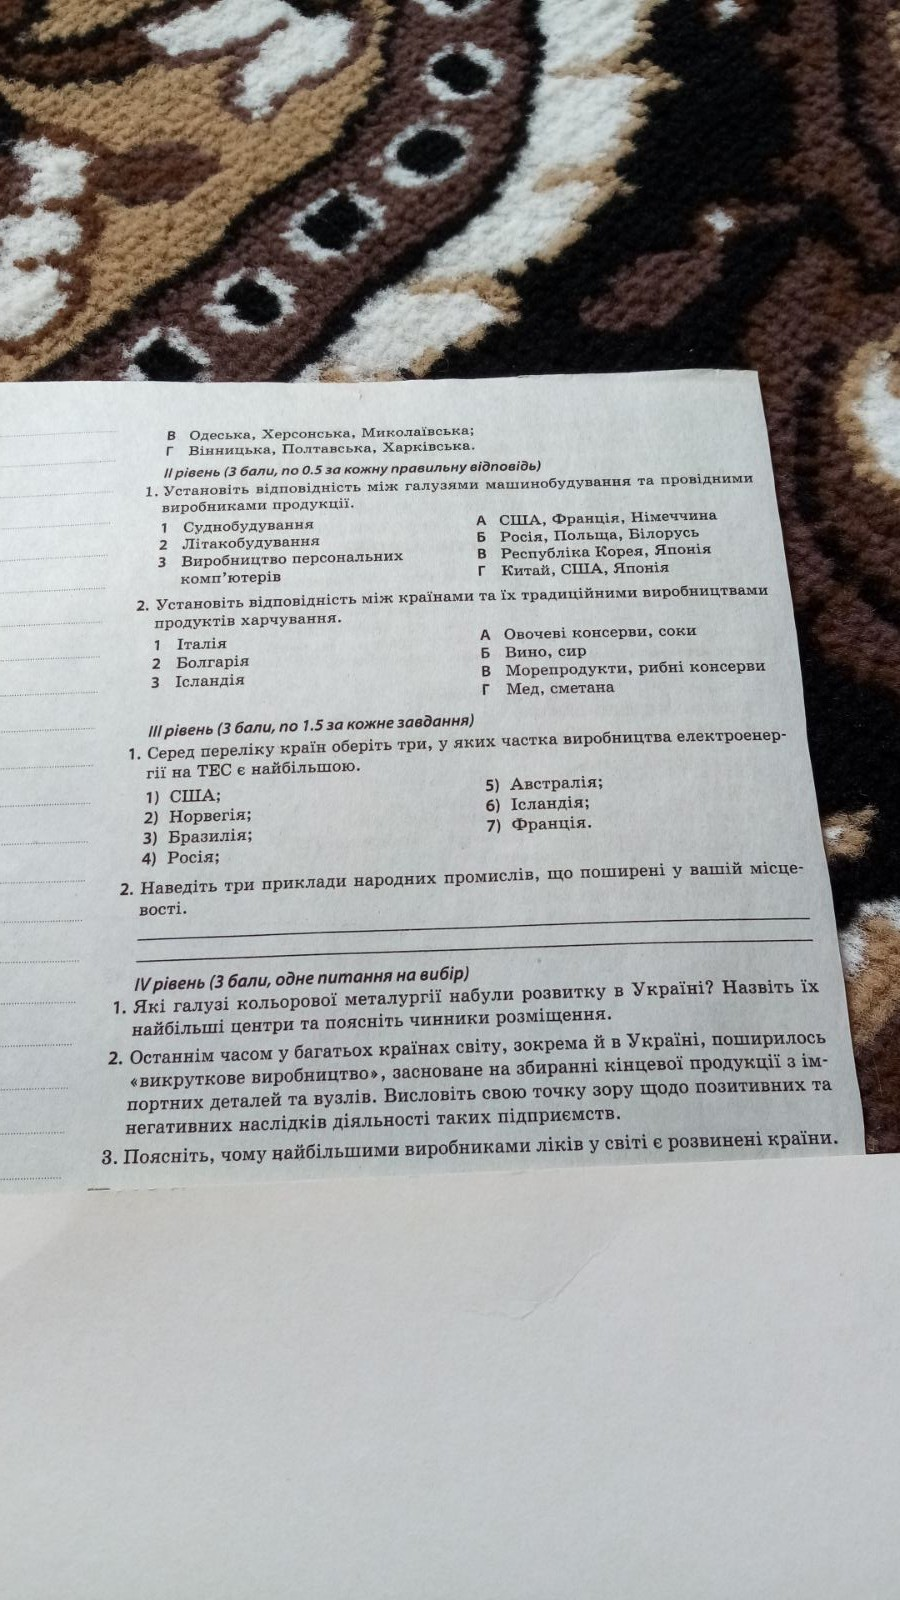 В Одеська, Херсонська, Миколаївська;
Г Вінницька, Полтавська, Харківська.
ІІ рівень (3 бали, по 0.5 за кожну правильну відповідь)
1. Установіть відповідність між галузями машинобудування та провідними
виробниками продукції.
1 Суднобудування
2 Літакобудування
3 Виробництво персональних
комп'ютерів
А США, Франція, Німеччина
Б Росія, Польща, Білорусь
В Республіка Корея, Японія
Г Китай, США, Японія
2. Установіть відповідність між країнами та їх традиційними виробництвами
продуктів харчування.
1 Італія
2 Болгарія
3 Ісландія
А Овочеві консерви, соки
Б Вино, сир
В Морепродукти, рибні консерви
Г Мед, сметана
ІІІ рівень (3 бали, по 1.5 за кожне завдання)
1. Серед переліку країн оберіть три, у яких частка виробництва електроенер-
гії на ТЕС є найбільшою.
1) США;
2) Норвегія;
3) Бразилія;
4) Росія;
5) Австралія;
6) Ісландія;
7) Франція.
2. Наведіть три приклади народних промислів, що поширені у вашій місце-
вості.
IV рівень (3 бали, одне питання на вибір)
1. Які галузі кольорової металургії набули розвитку в Україні? Назвіть їх
найбільші центри та поясніть чинники розміщення.
2. Останнім часом у багатьох країнах світу, зокрема й в Україні, поширилось
«викруткове виробництво», засноване на збиранні кінцевої продукції з ім-
портних деталей та вузлів. Висловіть свою точку зору щодо позитивних та
негативних наслідків діяльності таких підприємств.
3. Поясніть, чому найбільшими виробниками ліків у світі є розвинені країни.